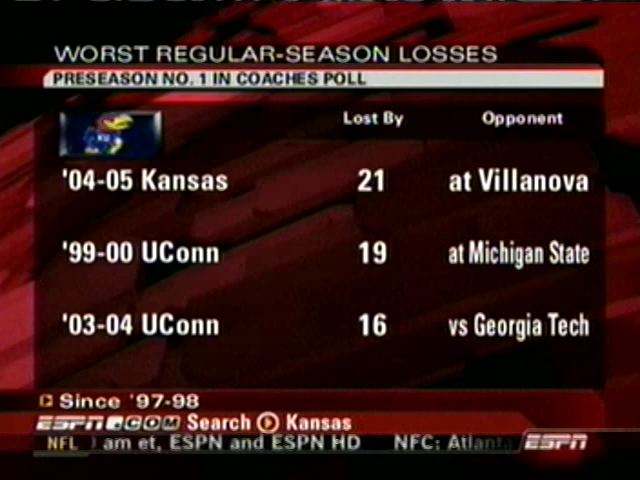 WORST REGULAR-SEASON LOSSES
PRESEASON NO. 1 IN COACHES POLL
Lost By Opponent
KU
'04-05 Kansas 21 at Villanova
'99-00 UConn 19 at Michigan State
'03-04 UConn 16 vs Georgia Tech
Since '97-98
ESPN.COM Search Kansas
NFL ) am et, ESPN and ESPN HD NFC: Atlanta ESPN